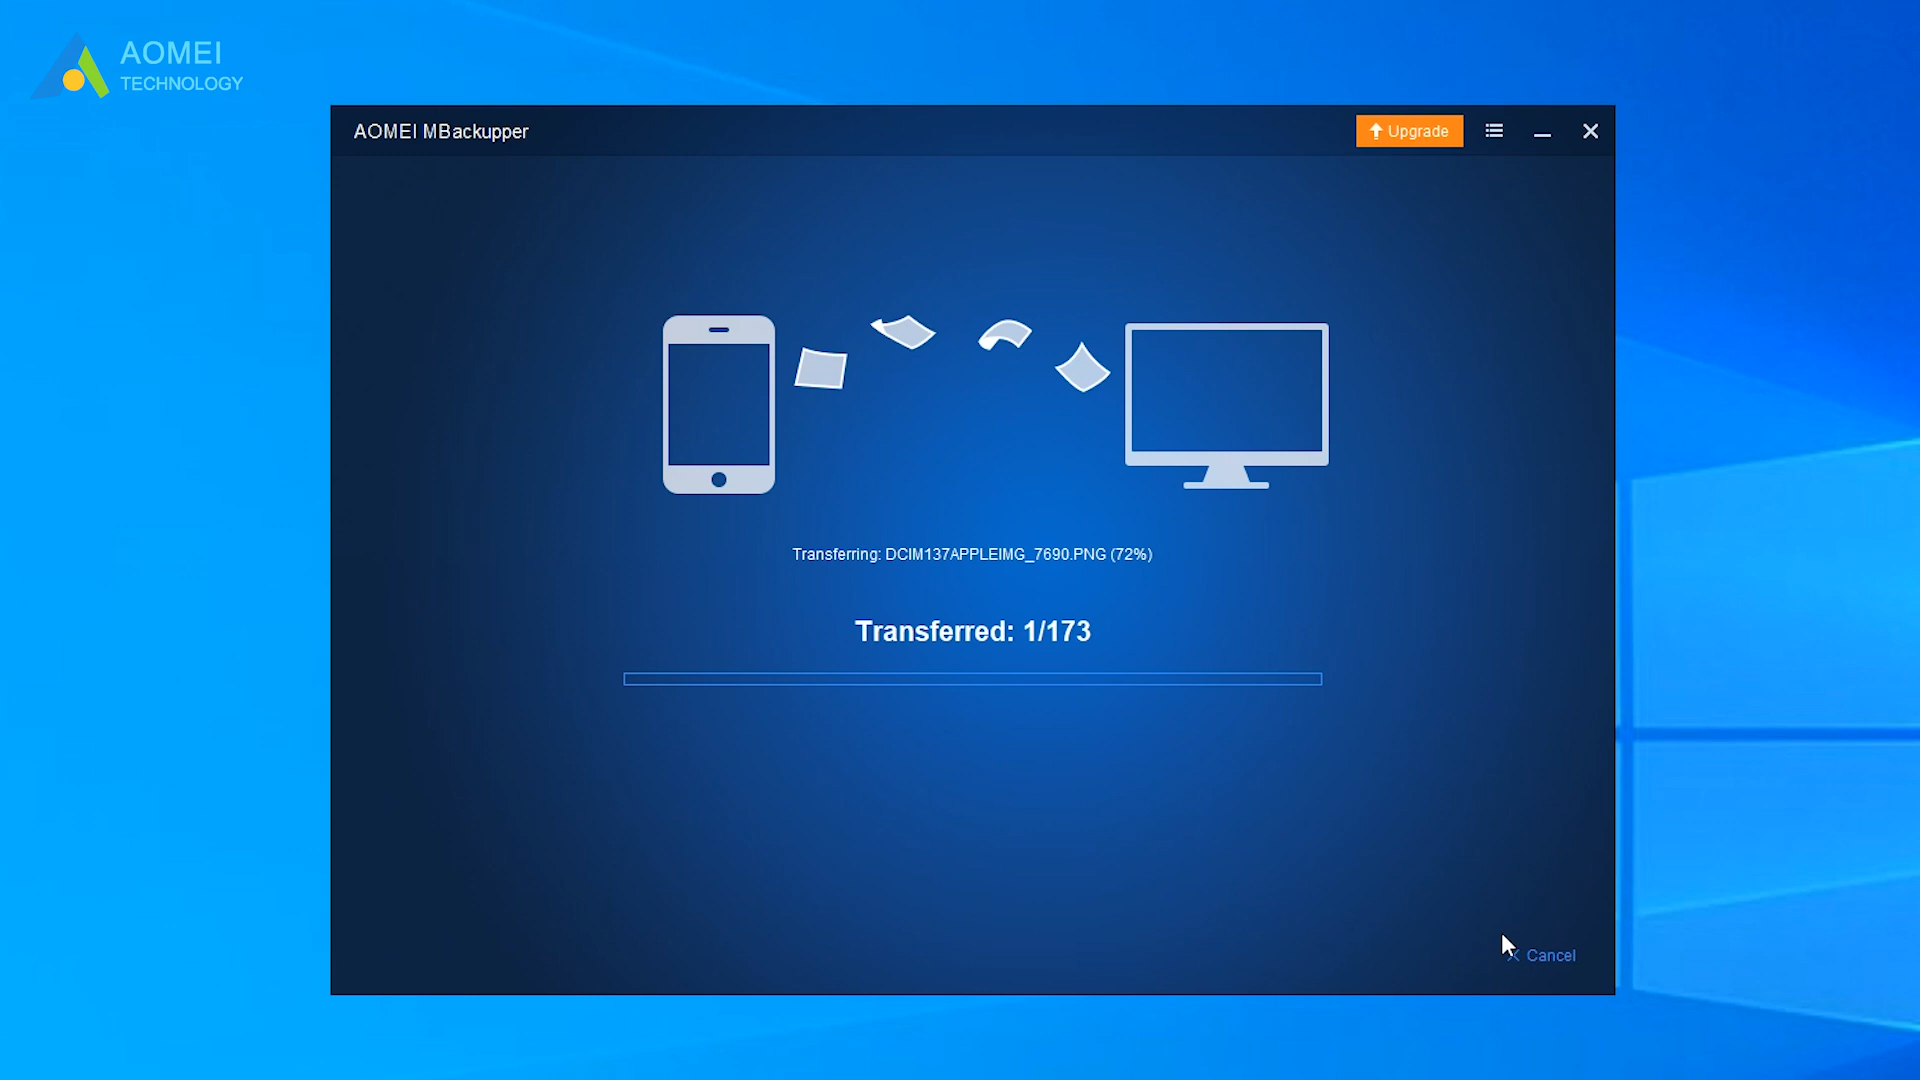 AOMEI
TECHNOLOGY
AOMEI MBackupper
Upgrade
Transferring: DCIM137APPLEIMG_7690.PNG (72%)
Transferred: 1/173
Cancel